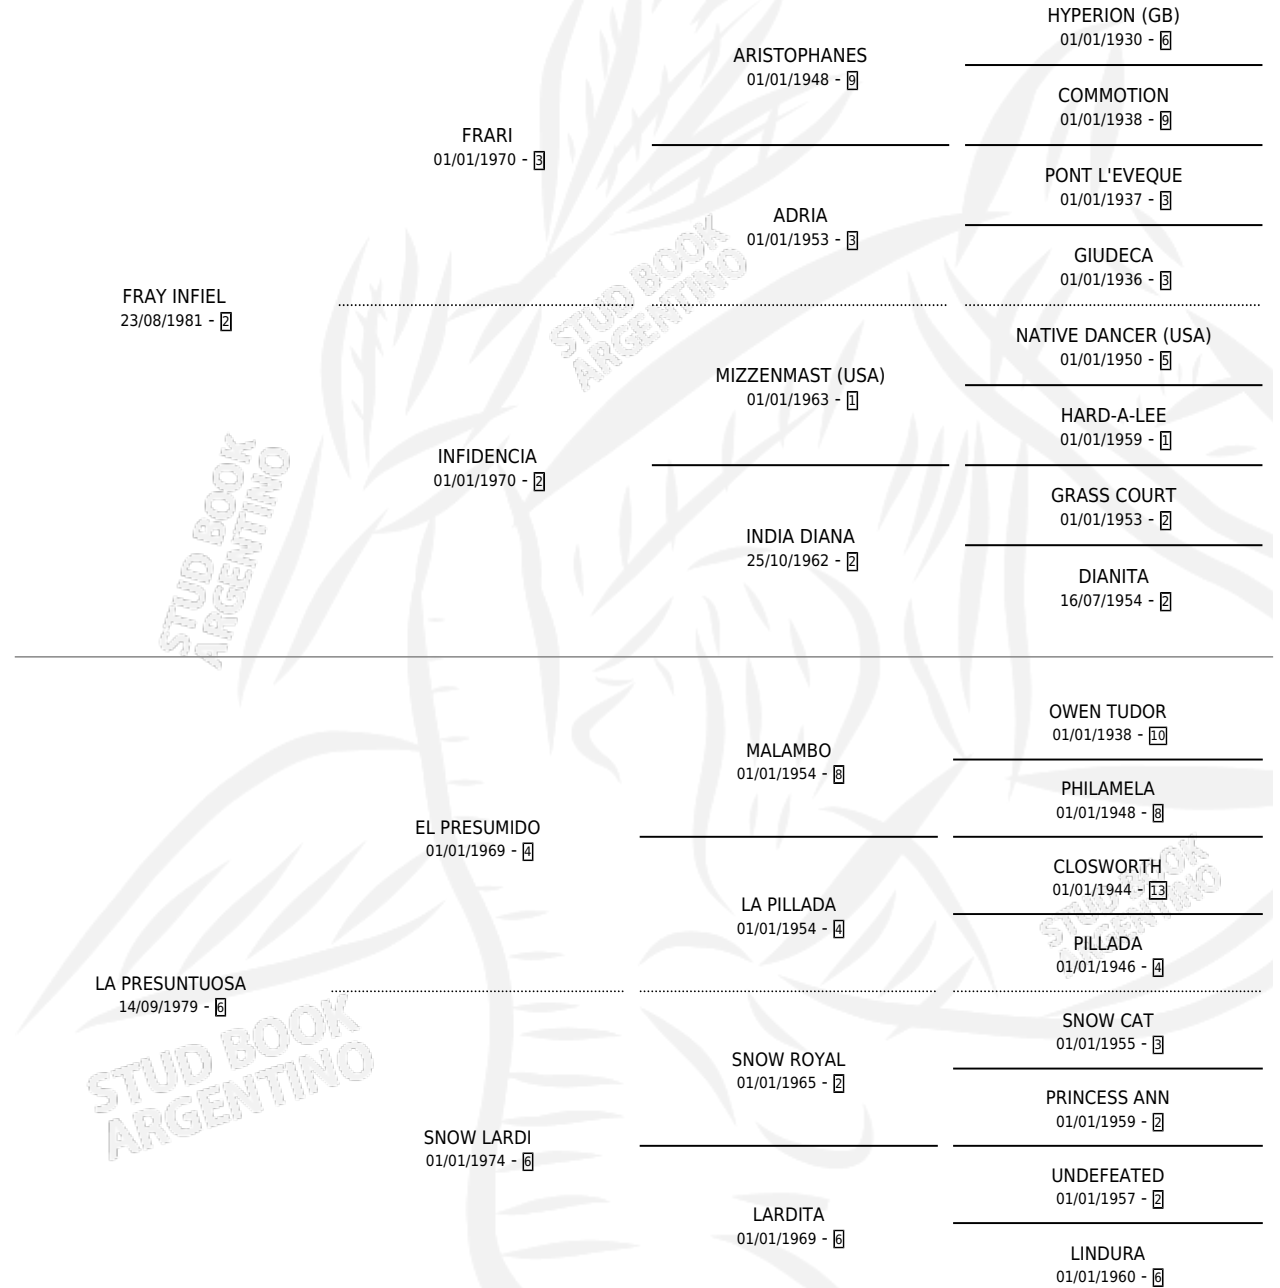 HYPERION (GB)
01/01/1930 - 6
ARISTOPHANES
01/01/1948 - 9
COMMOTION
01/01/1938 - 9
FRARI
01/01/1970 - 3
PONT L'EVEQUE
01/01/1937 - 3
ADRIA
01/01/1953 - 3
GIUDECA
01/01/1936 - 3
FRAY INFIEL
23/08/1981 - 2
NATIVE DANCER (USA)
01/01/1950 - 5
MIZZENMAST (USA)
01/01/1963 - 1
HARD-A-LEE
01/01/1959 - 1
INFIDENCIA
01/01/1970 - 2
GRASS COURT
01/01/1953 - 2
INDIA DIANA
25/10/1962 - 2
DIANITA
16/07/1954 - 2
OWEN TUDOR
01/01/1938 - 10
MALAMBO
01/01/1954 - 8
PHILAMELA
01/01/1948 - 8
EL PRESUMIDO
01/01/1969 - 4
CLOSWORTH
01/01/1944 - 13
LA PILLADA
01/01/1954 - 4
PILLADA
01/01/1946 - 4
LA PRESUNTUOSA
14/09/1979 - 6
SNOW CAT
01/01/1955 - 3
SNOW ROYAL
01/01/1965 - 2
PRINCESS ANN
01/01/1959 - 2
SNOW LARDI
01/01/1974 - 6
UNDEFEATED
01/01/1957 - 2
LARDITA
01/01/1969 - 6
LINDURA
01/01/1960 - 6
STUD BOOK
ARGENTINO
STUD BOOK
ARGENTINO
STUD BOOK
ARGENTINO
STUD BOOK
ARGENTINO